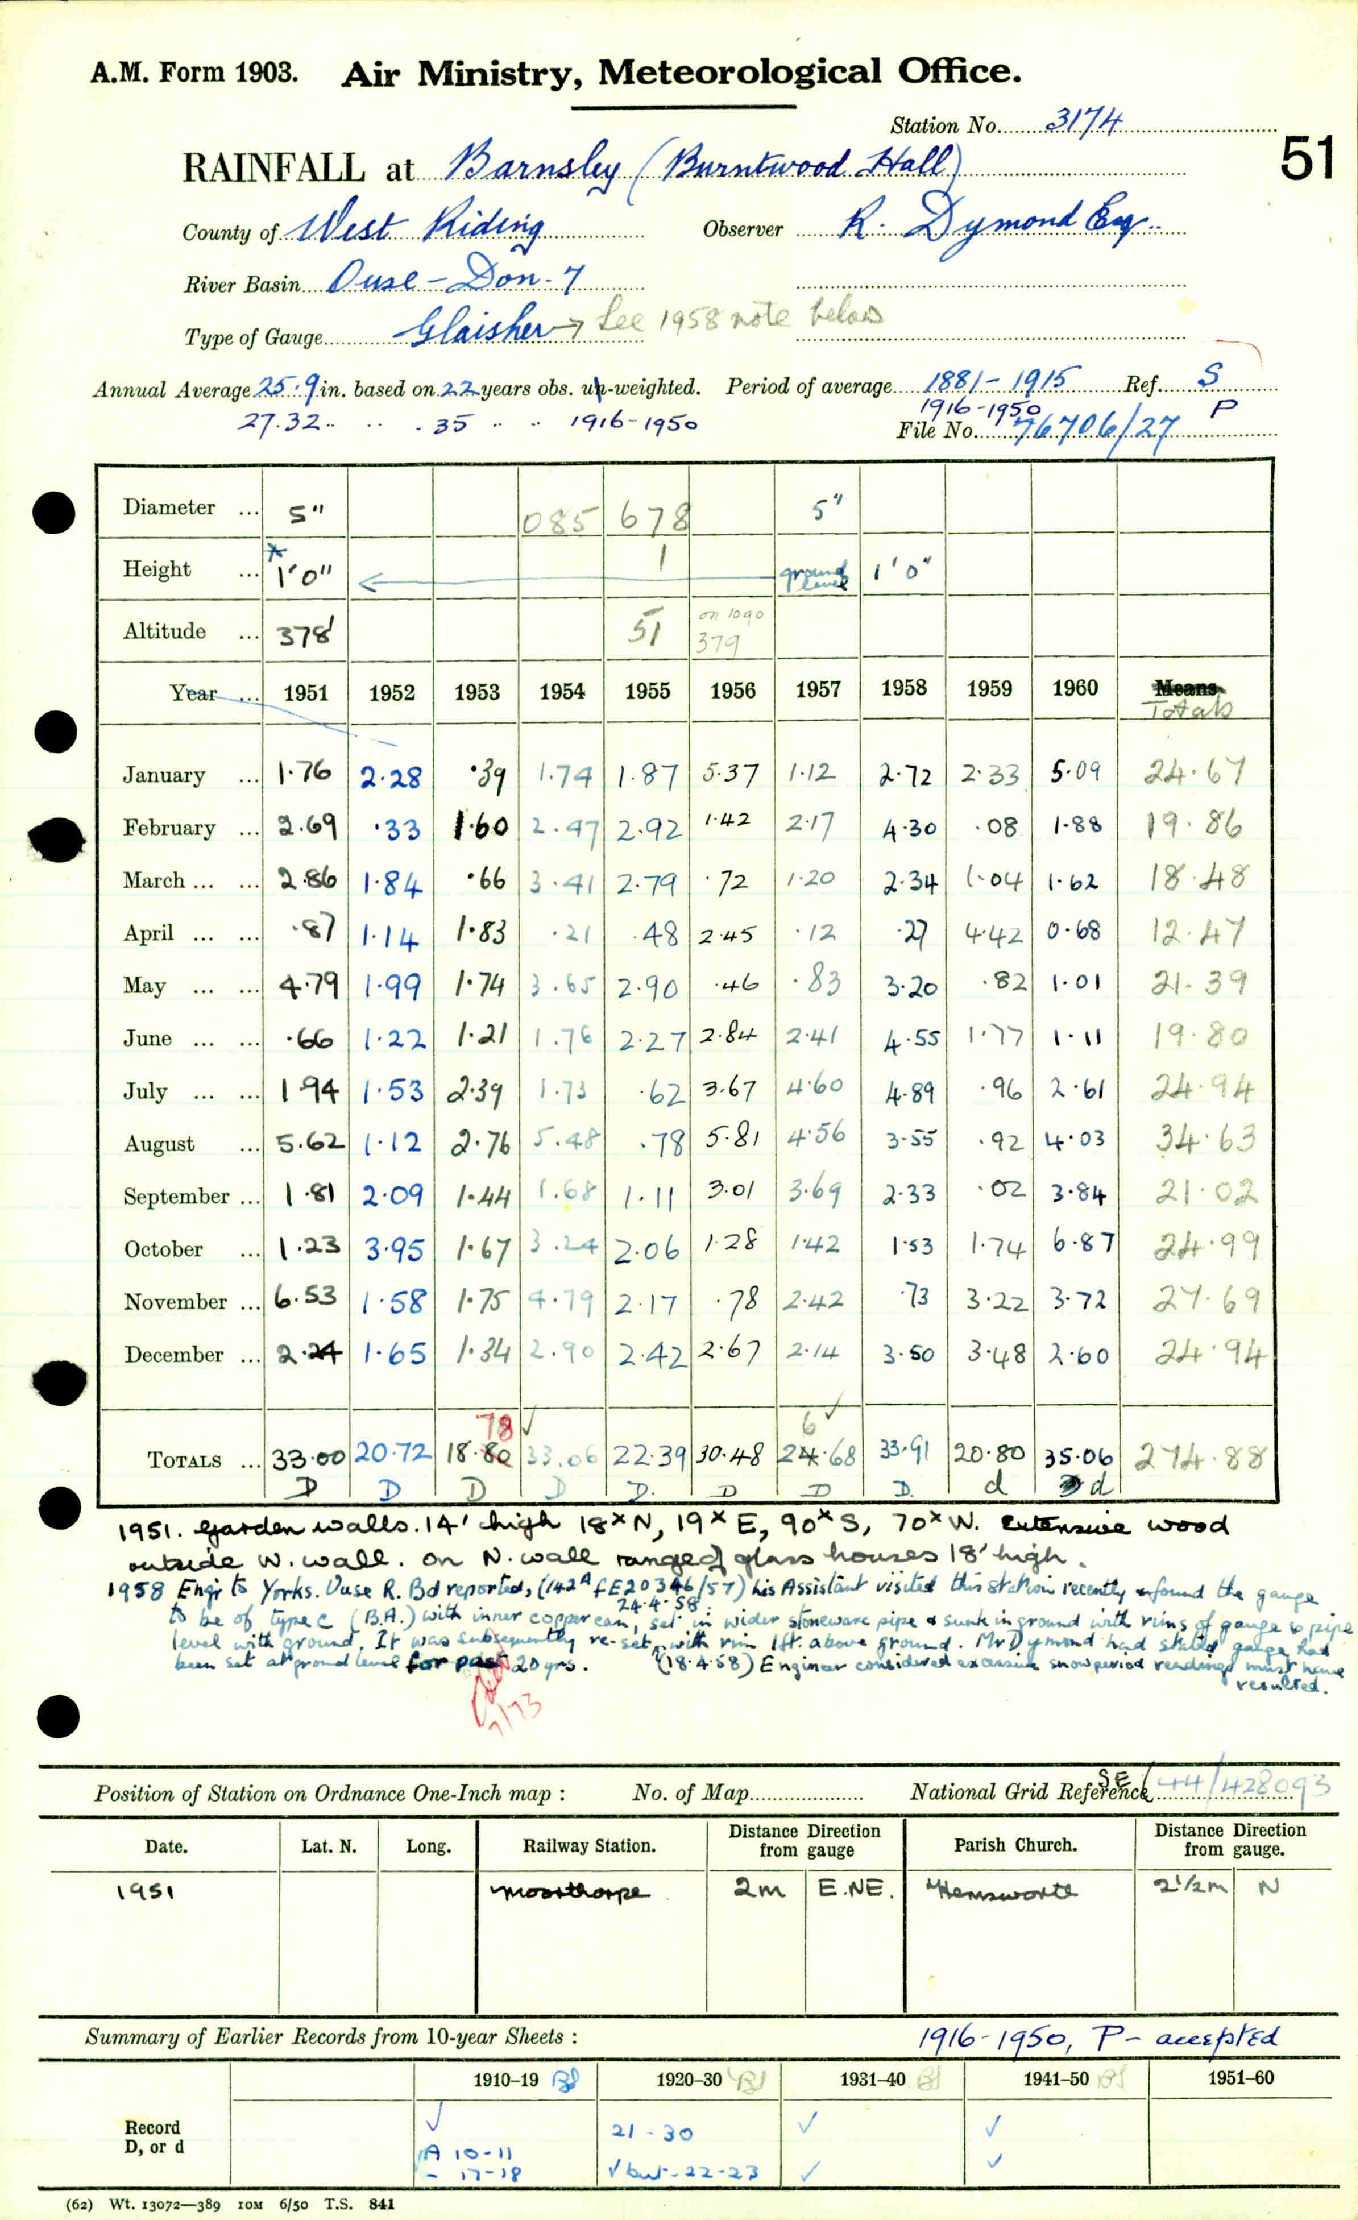 A.M. Form 1903. Air Ministry, Meteorological Office.
Station No. 3174
51
RAINFALL at Barnsley (Burntwood Hall)
County of West Riding Observer R. Dymond Esq.
River Basin Ouse - Don - 7
Type of Gauge Glaisher → See 1958 note below
Annual Average 25.9 in. based on 22 years obs. un-weighted. Period of average 1881-1915 Ref. S
27.32 " " . 35 " " 1916-1950 1916-1950 P
File No. 76706/27
Diameter ... 5" 085 678 5"
Height ... * 1'0" ← 1 ground level 1'0"
Altitude ... 378' 51 on 1090 379
Year ... 1951 1952 1953 1954 1955 1956 1957 1958 1959 1960 Means Totals
January ... 1.76 2.28 .39 1.74 1.87 5.37 1.12 2.72 2.33 5.09 24.67
February ... 2.69 .33 1.60 2.47 2.92 1.42 2.17 4.30 .08 1.88 19.86
March ... ... 2.86 1.84 .66 3.41 2.79 .72 1.20 2.34 1.04 1.62 18.48
April ... ... .87 1.14 1.83 .21 .48 2.45 .12 .27 4.42 0.68 12.47
May ... ... 4.79 1.99 1.74 3.65 2.90 .46 .83 3.20 .82 1.01 21.39
June ... ... .66 1.22 1.21 1.76 2.27 2.84 2.41 4.55 1.77 1.11 19.80
July ... ... 1.94 1.53 2.39 1.73 .62 3.67 4.60 4.89 .96 2.61 24.94
August ... 5.62 1.12 2.76 5.48 .78 5.81 4.56 3.55 .92 4.03 34.63
September ... 1.81 2.09 1.44 1.68 1.11 3.01 3.69 2.33 .02 3.84 21.02
October ... 1.23 3.95 1.67 3.24 2.06 1.28 1.42 1.53 1.74 6.87 24.99
November ... 6.53 1.58 1.75 4.79 2.17 .78 2.42 .73 3.22 3.72 27.69
December ... 2.24 1.65 1.34 2.90 2.42 2.67 2.14 3.50 3.48 2.60 24.94
78 ✓ 6 ✓
TOTALS ... 33.00 20.72 18.80 33.06 22.39 30.48 24.68 33.91 20.80 35.06 274.88
D D D D D. D D D. d d
1951. Garden walls. 14' high 18ˣN, 19ˣE, 90ˣS, 70ˣW. Extensive wood
outside W. wall. On N. wall range of glass houses 18' high.
1958 Engr to Yorks. Ouse R. Bd reported, (142A fE20346/57) his Assistant visited this station recently & found the gauge
24.4.58.
to be of type C (B.A.) with inner copper can, set in wider stoneware pipe & sunk in ground with rims of gauge & pipe
level with ground. It was subsequently re-set, with rim 1ft. above ground. Mr Dymond had stated gauge had
been set at ground level for past 20 yrs. (18.4.58) Engineer considered excessive snow period readings must have
resulted.
7/73
Position of Station on Ordnance One-Inch map : No. of Map National Grid Reference SE/44/428093
Date. Lat. N. Long. Railway Station. Distance Direction from gauge Parish Church. Distance Direction from gauge.
1951 Moorthorpe 2m E.NE. Hemsworth 2½m N
Summary of Earlier Records from 10-year Sheets : 1916-1950, P - accepted
1910–19 1920–30 1931–40 1941–50 1951–60
Record ✓ 21-30 ✓ ✓
D, or d A 10-11 - 17-18 ✓ but - 22-23 ✓ ✓
(62) Wt. 13072—389 10M 6/50 T.S. 841